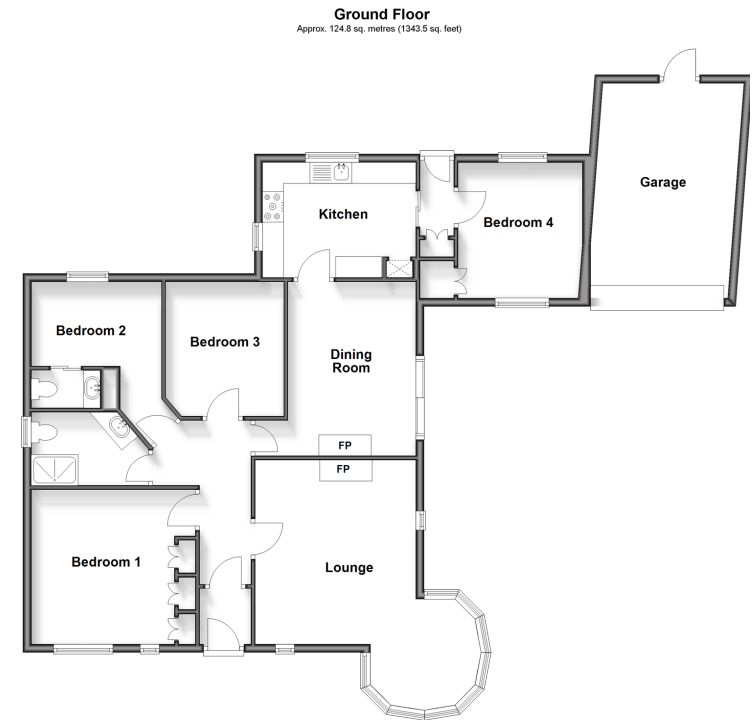 Ground Floor
Approx. 124.8 sq. metres (1343.5 sq. feet)
Garage
Kitchen
Bedroom 4
Bedroom 2
Bedroom 3
Dining
Room
FP
FP
Bedroom 1
Lounge